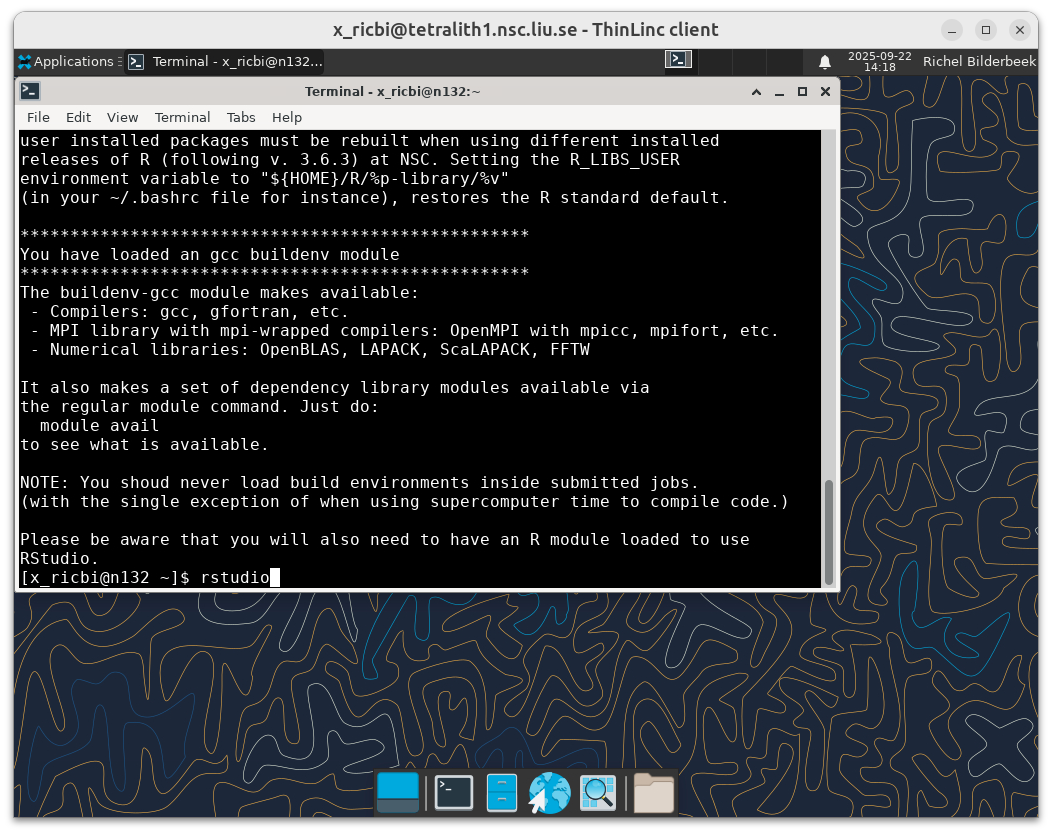 x_ricbi@tetralith1.nsc.liu.se - ThinLinc client
Applications
Terminal - x_ricbi@n132...
2025-09-22
14:18
Richel Bilderbeek
Terminal - x_ricbi@n132:~
File Edit View Terminal Tabs Help
user installed packages must be rebuilt when using different installed
releases of R (following v. 3.6.3) at NSC. Setting the R_LIBS_USER
environment variable to "${HOME}/R/%p-library/%v"
(in your ~/.bashrc file for instance), restores the R standard default.
***************************************************
You have loaded an gcc buildenv module
***************************************************
The buildenv-gcc module makes available:
- Compilers: gcc, gfortran, etc.
- MPI library with mpi-wrapped compilers: OpenMPI with mpicc, mpifort, etc.
- Numerical libraries: OpenBLAS, LAPACK, ScaLAPACK, FFTW
It also makes a set of dependency library modules available via
the regular module command. Just do:
module avail
to see what is available.
NOTE: You shoud never load build environments inside submitted jobs.
(with the single exception of when using supercomputer time to compile code.)
Please be aware that you will also need to have an R module loaded to use
RStudio.
[x_ricbi@n132 ~]$ rstudio